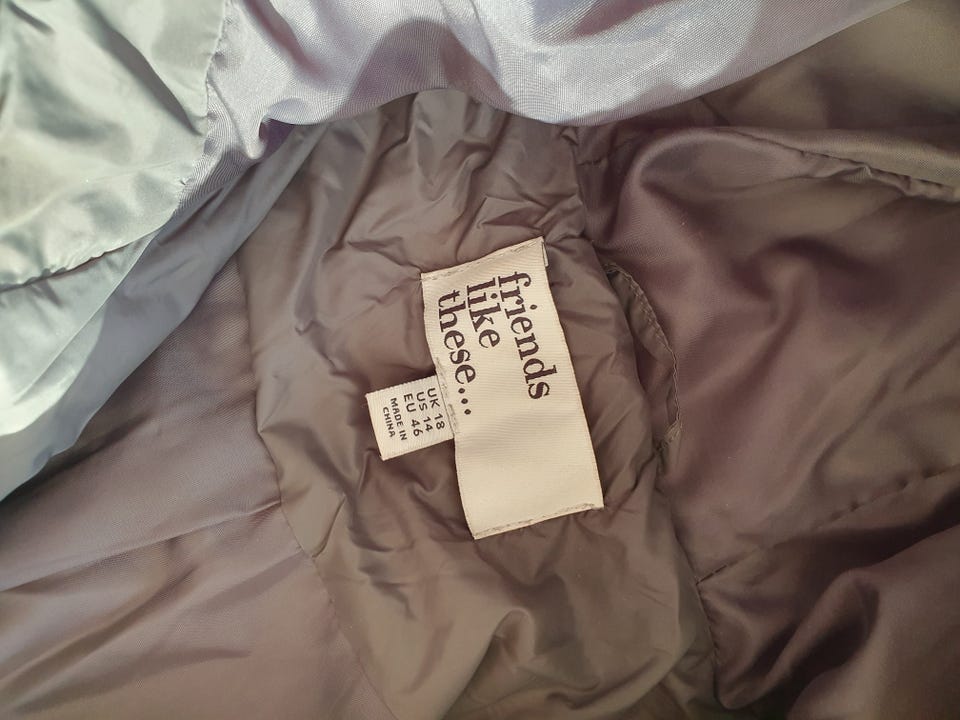 friends
like
these...
UK 18
US 14
EU 46
MADE IN
CHINA